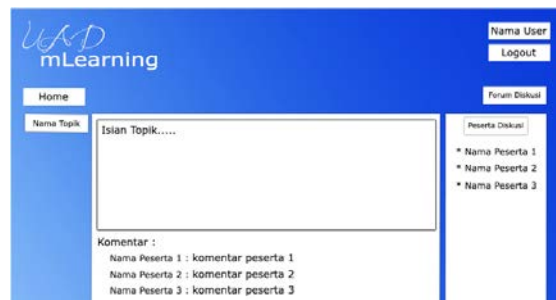 UAD
mLearning
Nama User
Logout
Home
Forum Diskusi
Nama Topik
Isian Topik.....
Peserta Diskusi
* Nama Peserta 1
* Nama Peserta 2
* Nama Peserta 3
Komentar :
Nama Peserta 1 : komentar peserta 1
Nama Peserta 2 : komentar peserta 2
Nama Peserta 3 : komentar peserta 3